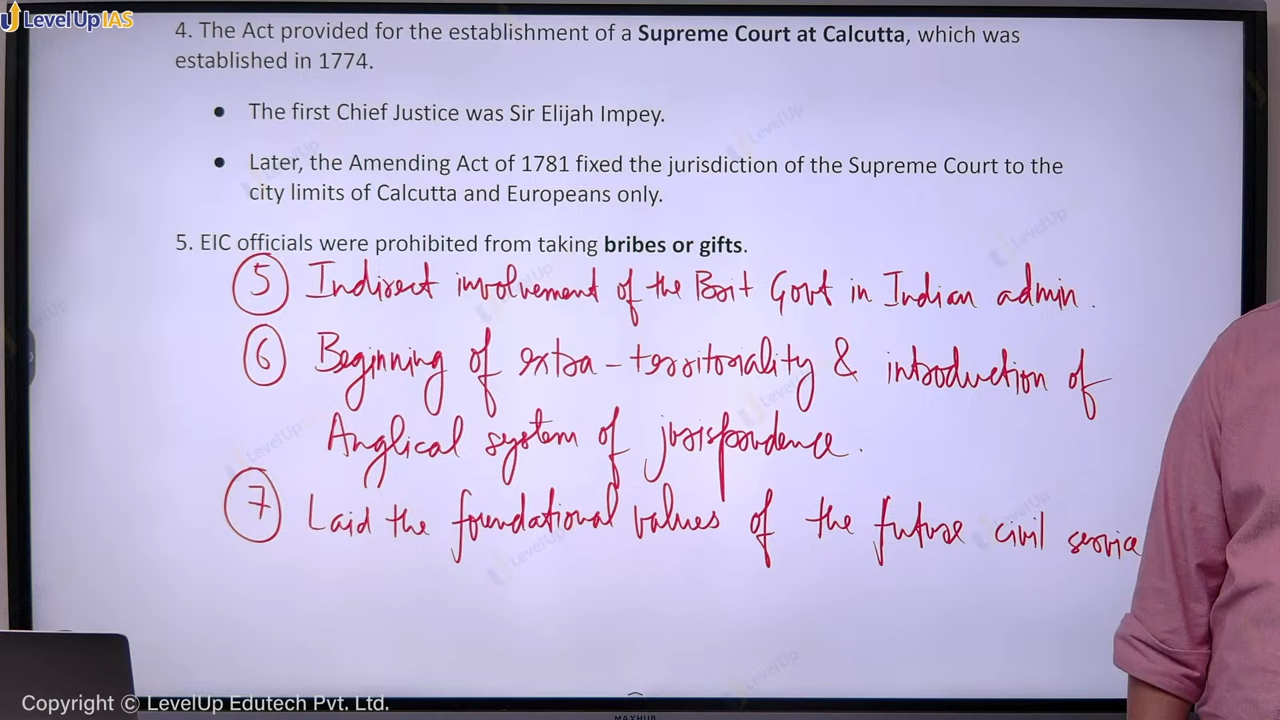 LevelUp IAS
4. The Act provided for the establishment of a Supreme Court at Calcutta, which was
established in 1774.
• The first Chief Justice was Sir Elijah Impey.
• Later, the Amending Act of 1781 fixed the jurisdiction of the Supreme Court to the
city limits of Calcutta and Europeans only.
5. EIC officials were prohibited from taking bribes or gifts.
5 Indirect involvement of the Brit Govt in Indian admin.
6 Beginning of extra-territoriality & introduction of
Anglical system of jurisprudence.
7 Laid the foundational values of the future civil service
Copyright © LevelUp Edutech Pvt. Ltd.
MAXHUB